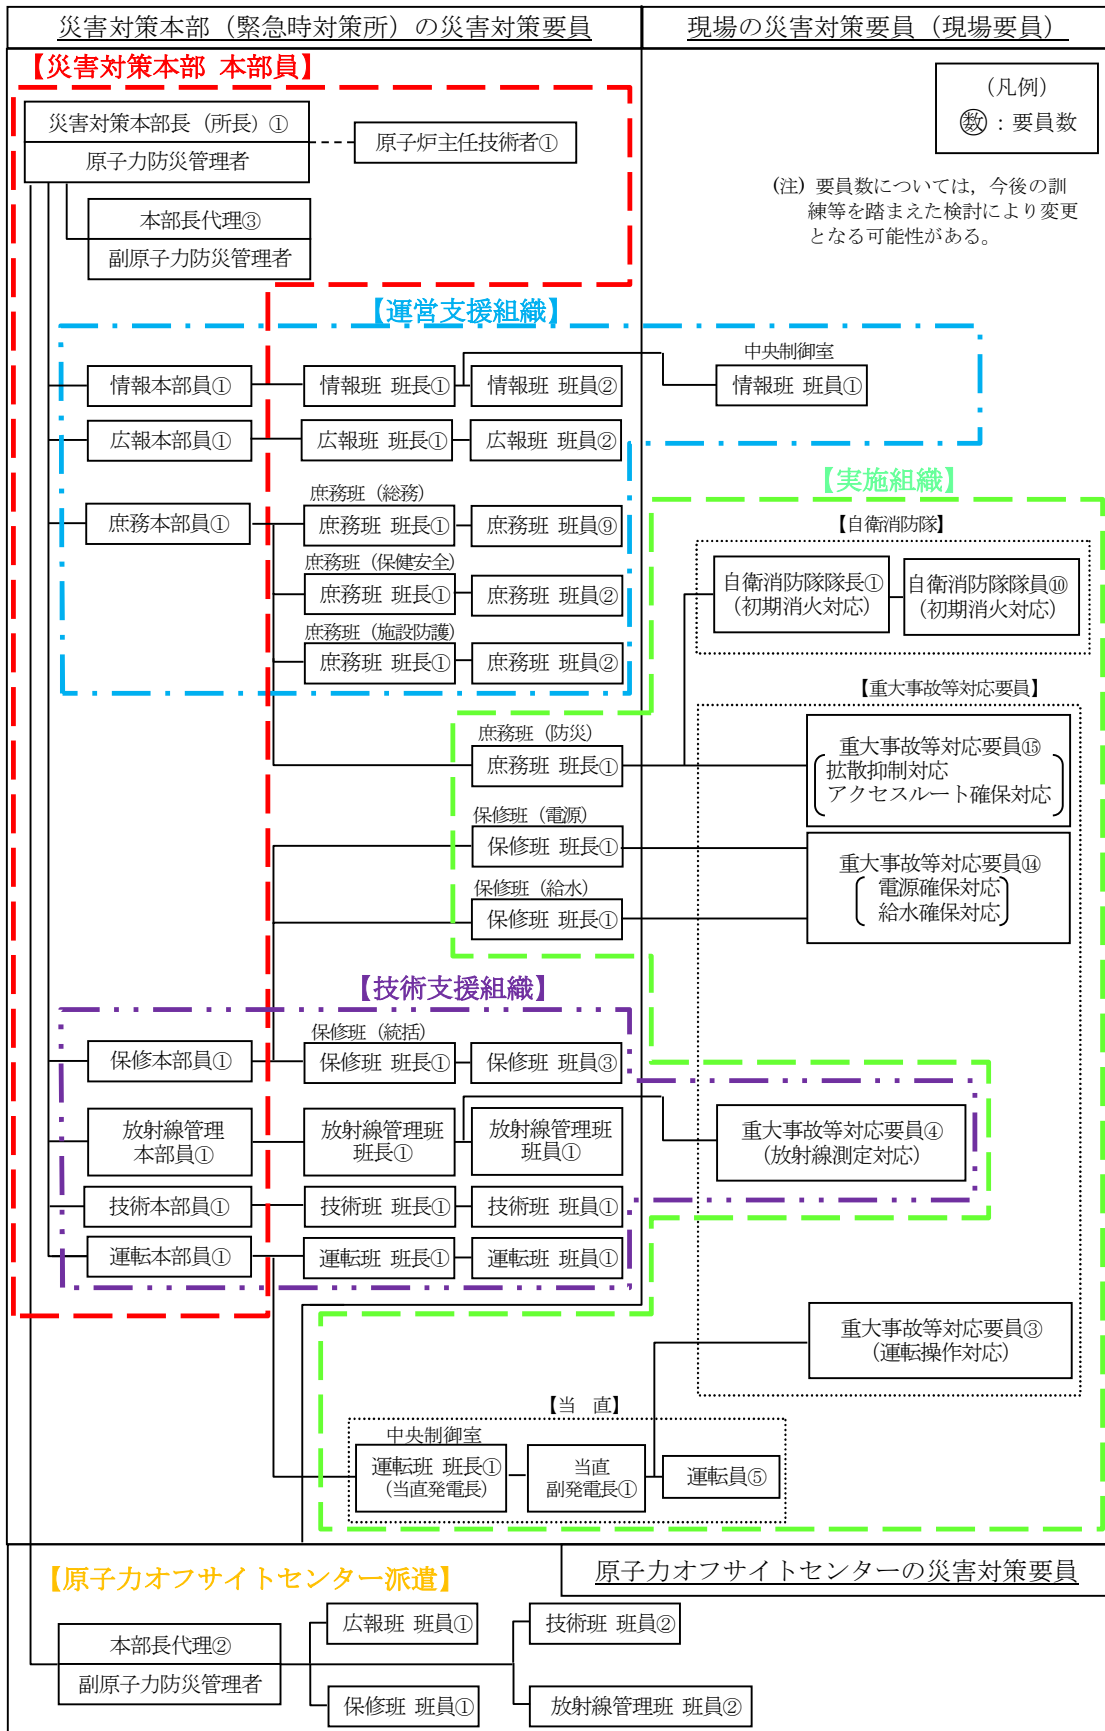 災害対策本部（緊急時対策所）の災害対策要員
現場の災害対策要員（現場要員）
【災害対策本部 本部員】
災害対策本部長（所長）①
原子力防災管理者
原子炉主任技術者①
（凡例）
㊝：要員数
(注) 要員数については，今後の訓
練等を踏まえた検討により変更
となる可能性がある。
本部長代理③
副原子力防災管理者
【運営支援組織】
中央制御室
情報本部員①
情報班 班長①
情報班 班員②
情報班 班員①
広報本部員①
広報班 班長①
広報班 班員②
庶務班（総務）
庶務本部員①
庶務班 班長①
庶務班 班員⑨
庶務班（保健安全）
庶務班 班長①
庶務班 班員②
庶務班（施設防護）
庶務班 班長①
庶務班 班員②
【実施組織】
【自衛消防隊】
自衛消防隊隊長①
（初期消火対応）
自衛消防隊隊員⑩
（初期消火対応）
【重大事故等対応要員】
庶務班（防災）
庶務班 班長①
重大事故等対応要員⑮
拡散抑制対応
アクセスルート確保対応
保修班（電源）
保修班 班長①
保修班（給水）
保修班 班長①
重大事故等対応要員⑭
電源確保対応
給水確保対応
【技術支援組織】
保修班（統括）
保修本部員①
保修班 班長①
保修班 班員③
放射線管理
本部員①
放射線管理班
班長①
放射線管理班
班員①
重大事故等対応要員④
（放射線測定対応）
技術本部員①
技術班 班長①
技術班 班員①
運転本部員①
運転班 班長①
運転班 班員①
重大事故等対応要員③
（運転操作対応）
【当　直】
中央制御室
運転班 班長①
（当直発電長）
当直
副発電長①
運転員⑤
原子力オフサイトセンターの災害対策要員
【原子力オフサイトセンター派遣】
広報班 班員①
技術班 班員②
本部長代理②
副原子力防災管理者
保修班 班員①
放射線管理班 班員②